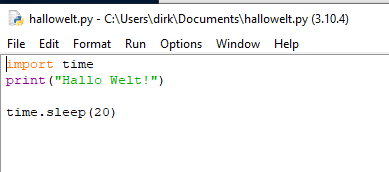 hallowelt.py - C:\Users\dirk\Documents\hallowelt.py (3.10.4)
File Edit Format Run Options Window Help
import time
print("Hallo Welt!")
time.sleep(20)